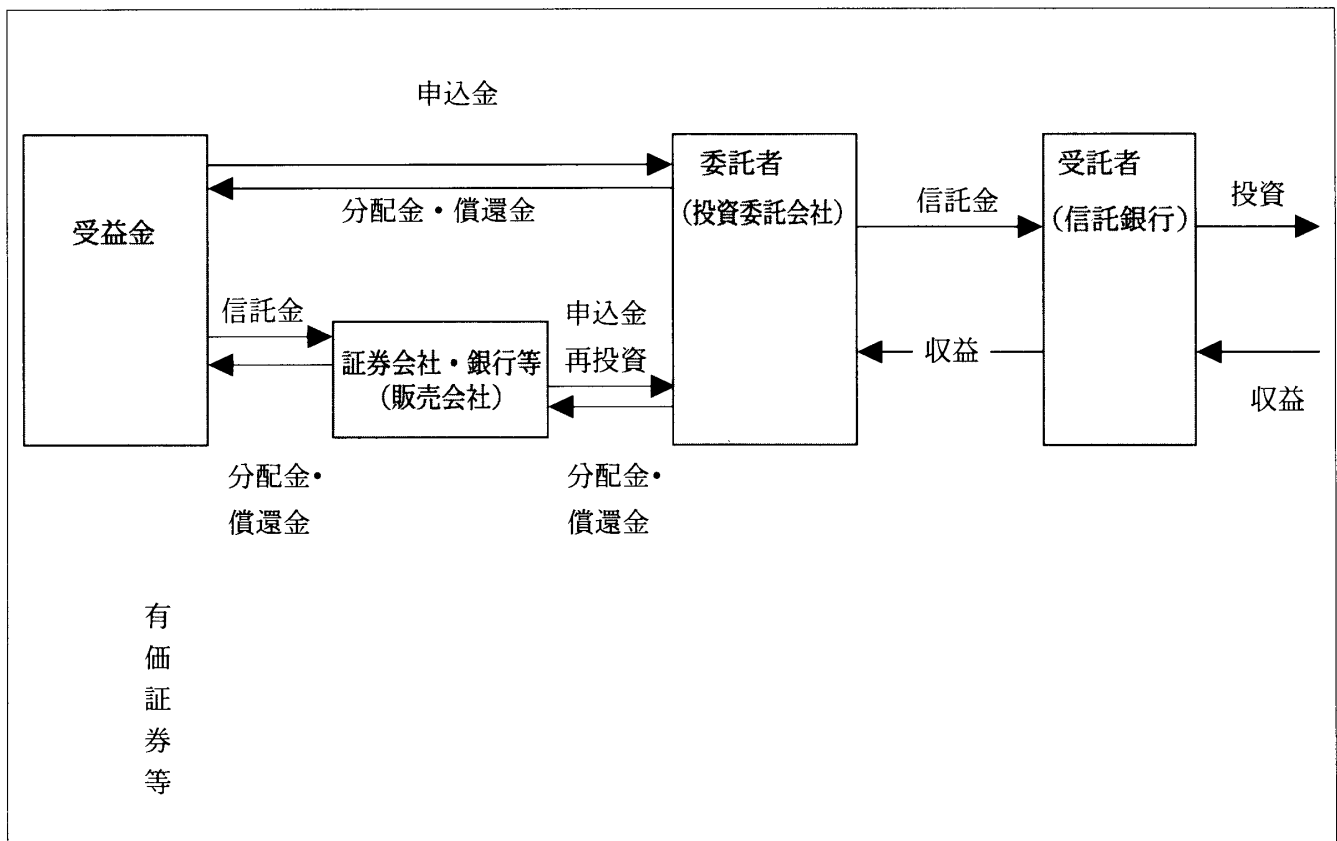 申込金
受益金
分配金・償還金
委託者
(投資委託会社)
信託金
受託者
(信託銀行)
投資
信託金
証券会社・銀行等
(販売会社)
申込金
再投資
収益
収益
分配金・
償還金
分配金・
償還金
有
価
証
券
等